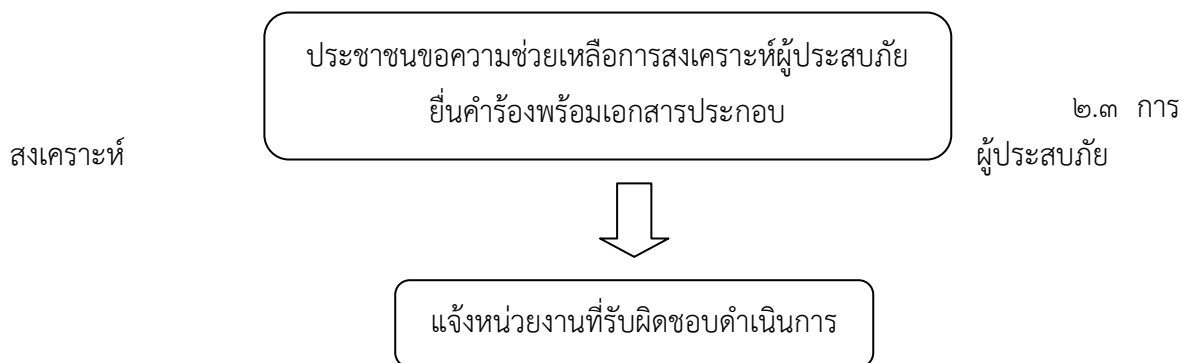 ประชาชนขอความช่วยเหลือการสงเคราะห์ผู้ประสบภัย
ยื่นคำร้องพร้อมเอกสารประกอบ
๒.๓ การ
สงเคราะห์
ผู้ประสบภัย
แจ้งหน่วยงานที่รับผิดชอบดำเนินการ